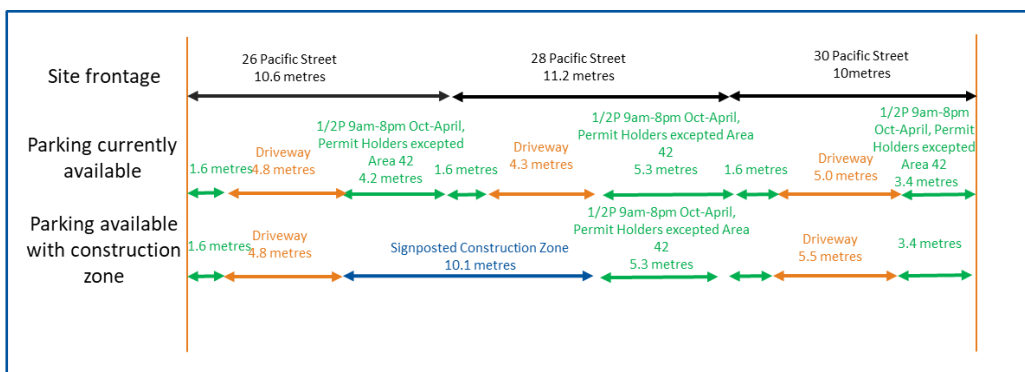 Site frontage
26 Pacific Street
10.6 metres
28 Pacific Street
11.2 metres
30 Pacific Street
10metres
Parking currently
available
1.6 metres
Driveway
4.8 metres
1/2P 9am-8pm Oct-April,
Permit Holders excepted
Area 42
4.2 metres
1.6 metres
Driveway
4.3 metres
1/2P 9am-8pm Oct-April,
Permit Holders excepted Area
42
5.3 metres
1.6 metres
Driveway
5.0 metres
1/2P 9am-8pm
Oct-April, Permit
Holders excepted
Area 42
3.4 metres
Parking available
with construction
zone
1.6 metres
Driveway
4.8 metres
Signposted Construction Zone
10.1 metres
1/2P 9am-8pm Oct-April,
Permit Holders excepted Area
42
5.3 metres
Driveway
5.5 metres
3.4 metres